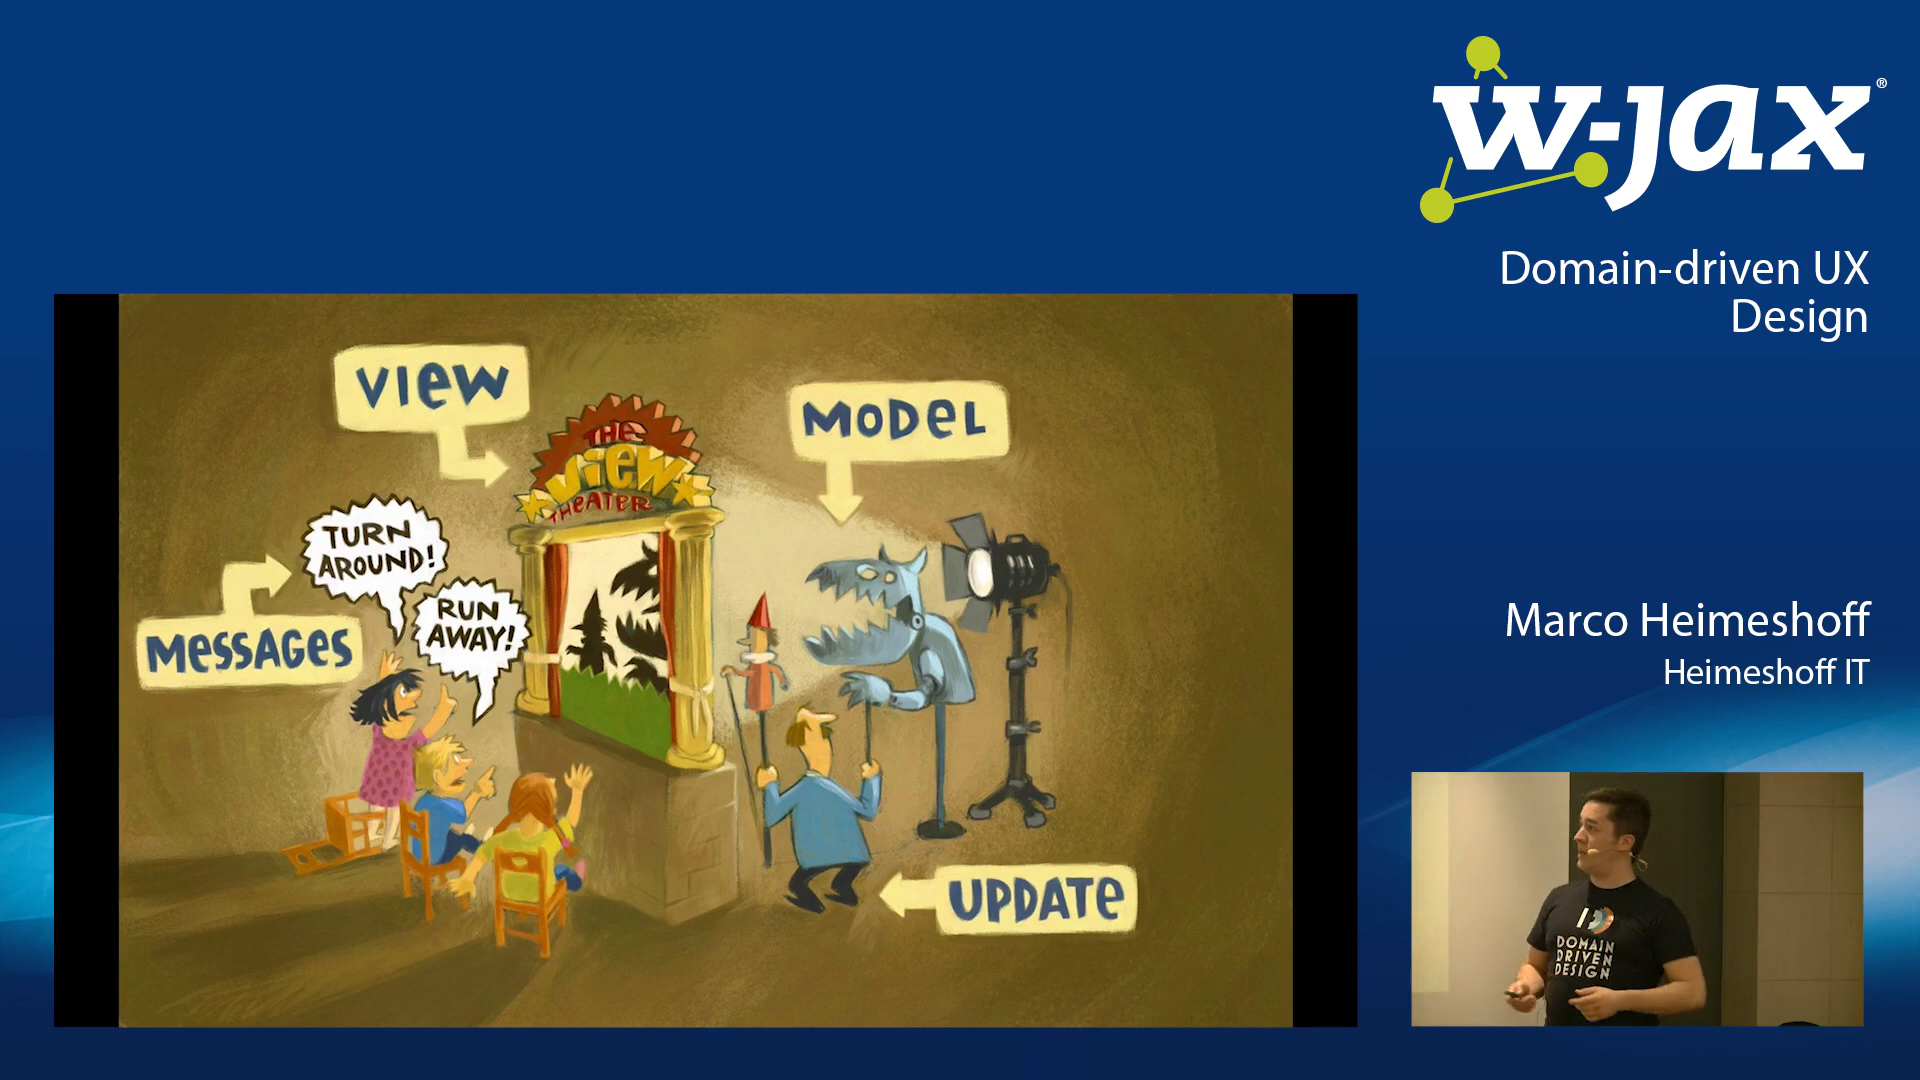 w-jax®
Domain-driven UX
Design
VIEW
MODEL
THE
VIEW
THEATER
TURN
AROUND!
RUN
AWAY!
MESSAGES
UPDATE
Marco Heimeshoff
Heimeshoff IT
I
DOMAIN
DRIVEN
DESIGN